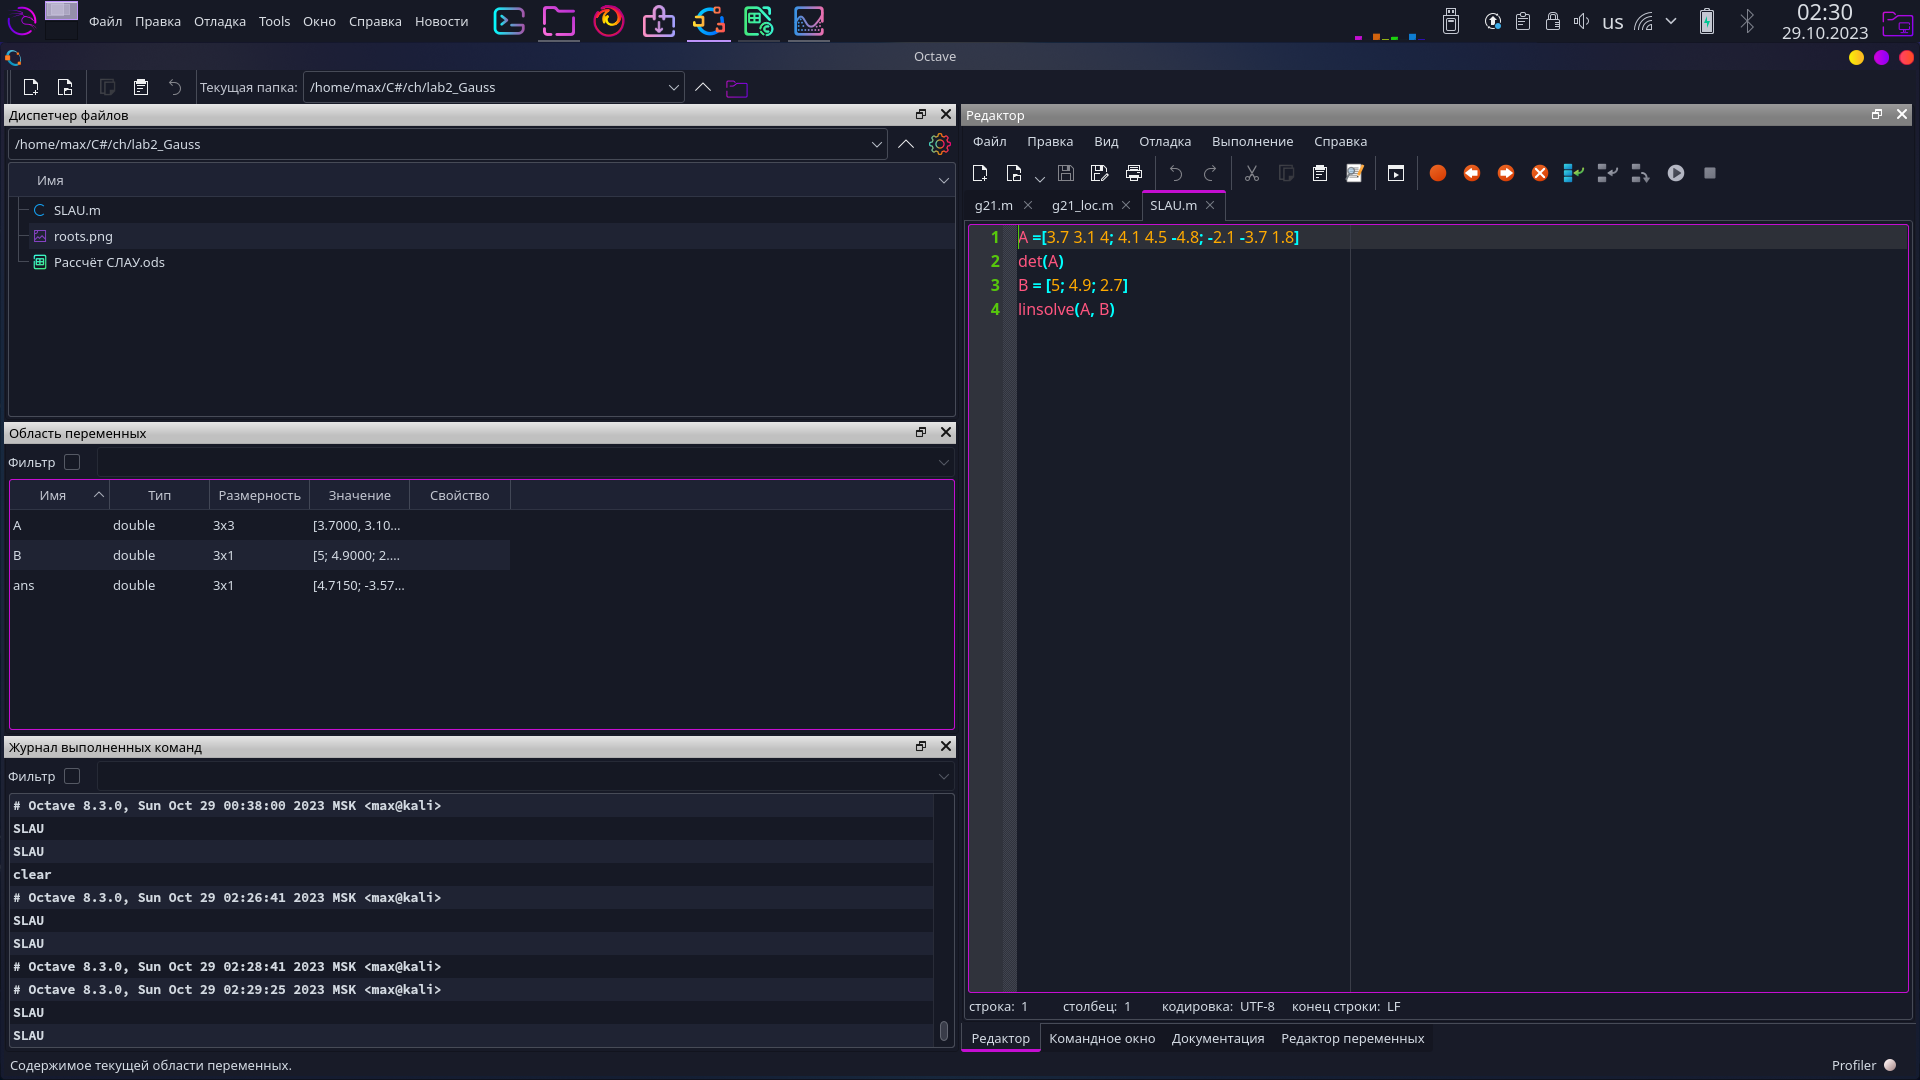 Файл Правка Отладка Tools Окно Справка Новости
us
02:30
29.10.2023
Octave
Текущая папка: /home/max/C#/ch/lab2_Gauss
Диспетчер файлов
/home/max/C#/ch/lab2_Gauss
Имя
SLAU.m
roots.png
Рассчёт СЛАУ.ods
Область переменных
Фильтр
Имя Тип Размерность Значение Свойство
A double 3x3 [3.7000, 3.10...
B double 3x1 [5; 4.9000; 2....
ans double 3x1 [4.7150; -3.57...
Журнал выполненных команд
Фильтр
# Octave 8.3.0, Sun Oct 29 00:38:00 2023 MSK <max@kali>
SLAU
SLAU
clear
# Octave 8.3.0, Sun Oct 29 02:26:41 2023 MSK <max@kali>
SLAU
SLAU
# Octave 8.3.0, Sun Oct 29 02:28:41 2023 MSK <max@kali>
# Octave 8.3.0, Sun Oct 29 02:29:25 2023 MSK <max@kali>
SLAU
SLAU
Редактор
Файл Правка Вид Отладка Выполнение Справка
g21.m g21_loc.m SLAU.m
1 A =[3.7 3.1 4; 4.1 4.5 -4.8; -2.1 -3.7 1.8]
2 det(A)
3 B = [5; 4.9; 2.7]
4 linsolve(A, B)
строка: 1 столбец: 1 кодировка: UTF-8 конец строки: LF
Редактор Командное окно Документация Редактор переменных
Содержимое текущей области переменных.
Profiler